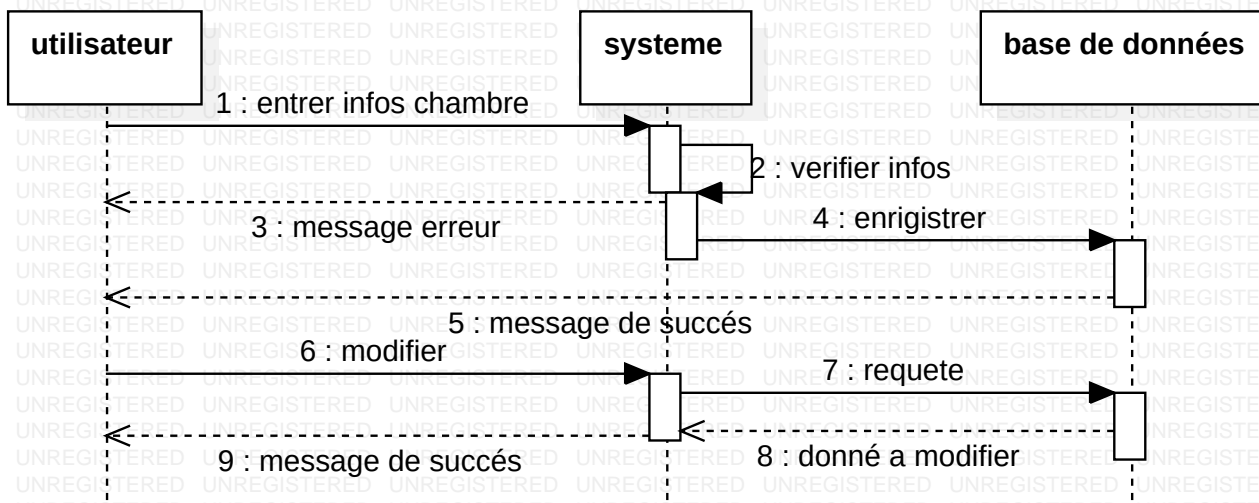 utilisateur
systeme
base de données
1 : entrer infos chambre
2 : verifier infos
3 : message erreur
4 : enrigistrer
5 : message de succés
6 : modifier
7 : requete
8 : donné a modifier
9 : message de succés
UNREGISTERED